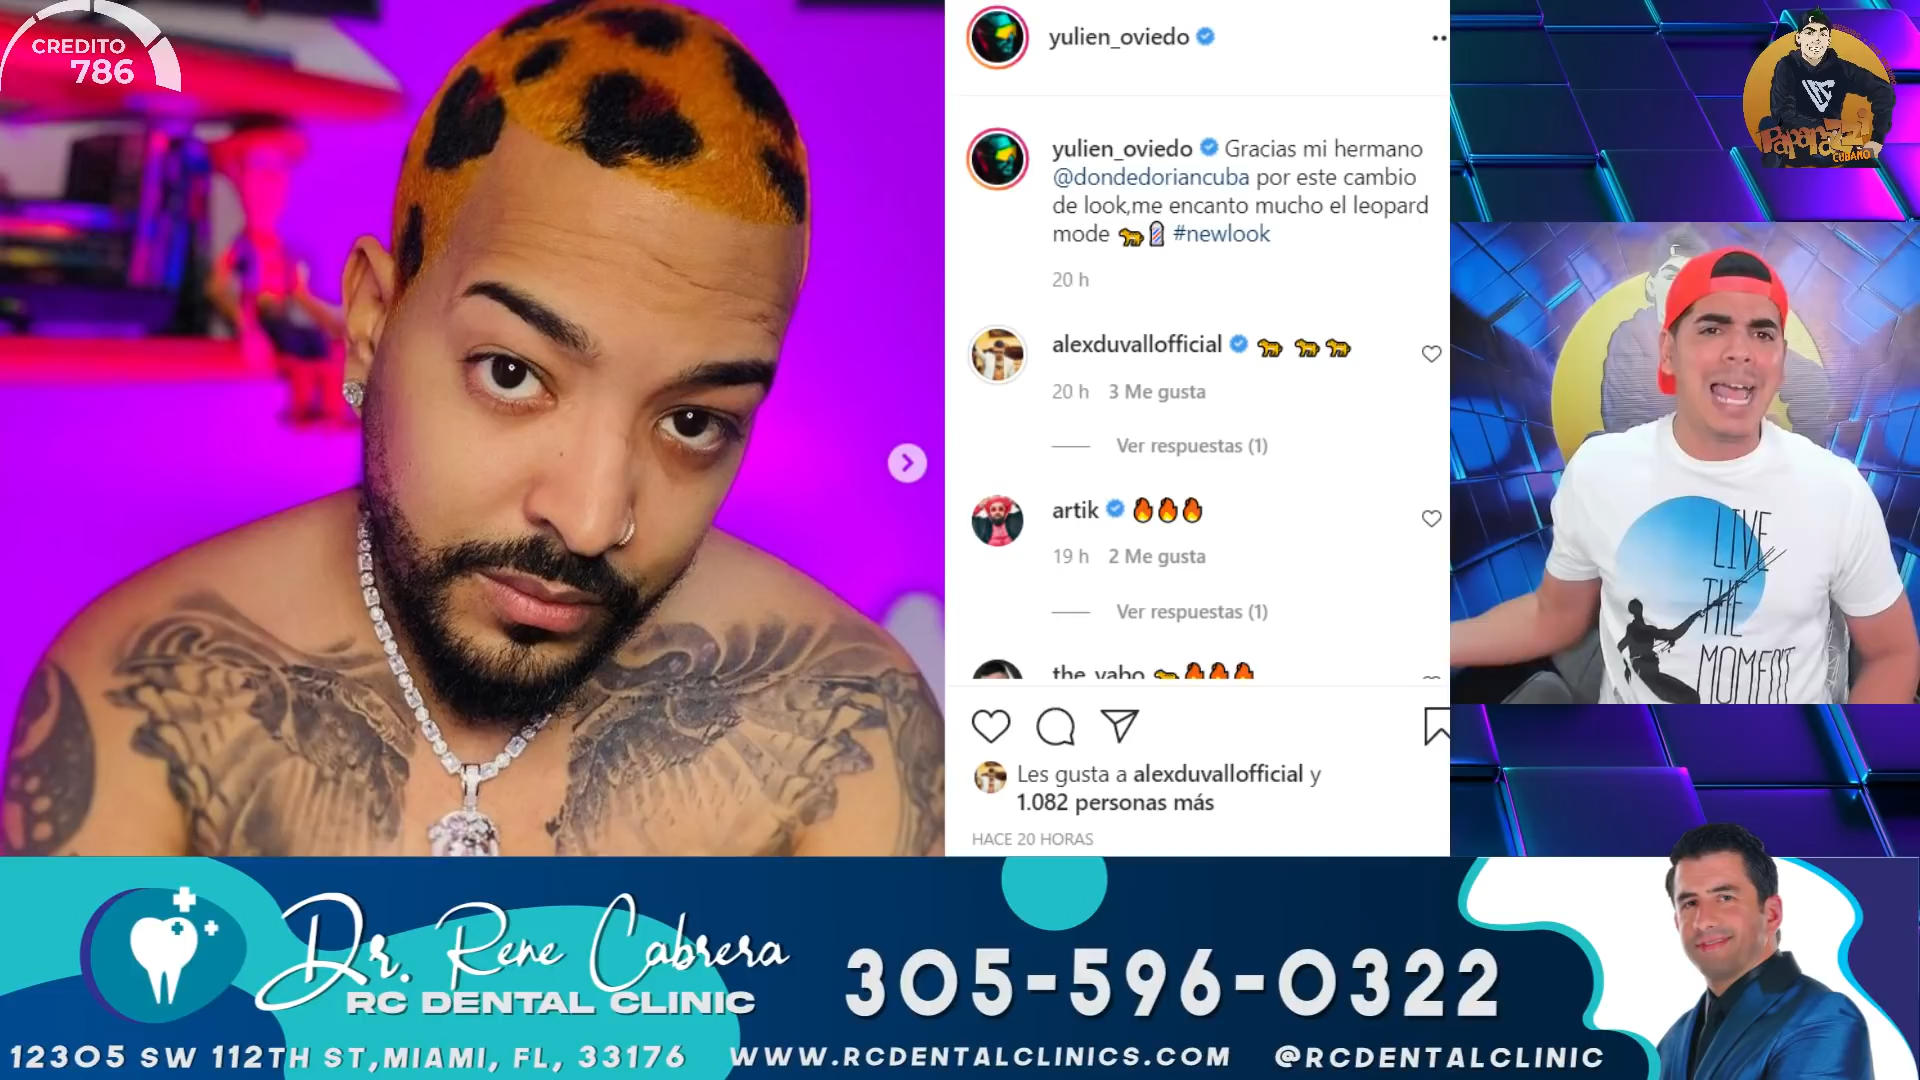 CREDITO
786
yulien_oviedo
yulien_oviedo Gracias mi hermano
@dondedoriancuba por este cambio
de look,me encanto mucho el leopard
mode #newlook
20 h
alexduvallofficial
20 h 3 Me gusta
Ver respuestas (1)
artik
19 h 2 Me gusta
Ver respuestas (1)
the_yabo
Les gusta a alexduvallofficial y
1.082 personas más
HACE 20 HORAS
Paparazzi
CUBANO
LIVE
THE
MOMENT
Dr. Rene Cabrera
RC DENTAL CLINIC
305-596-0322
12305 SW 112TH ST,MIAMI, FL, 33176 WWW.RCDENTALCLINICS.COM @RCDENTALCLINIC